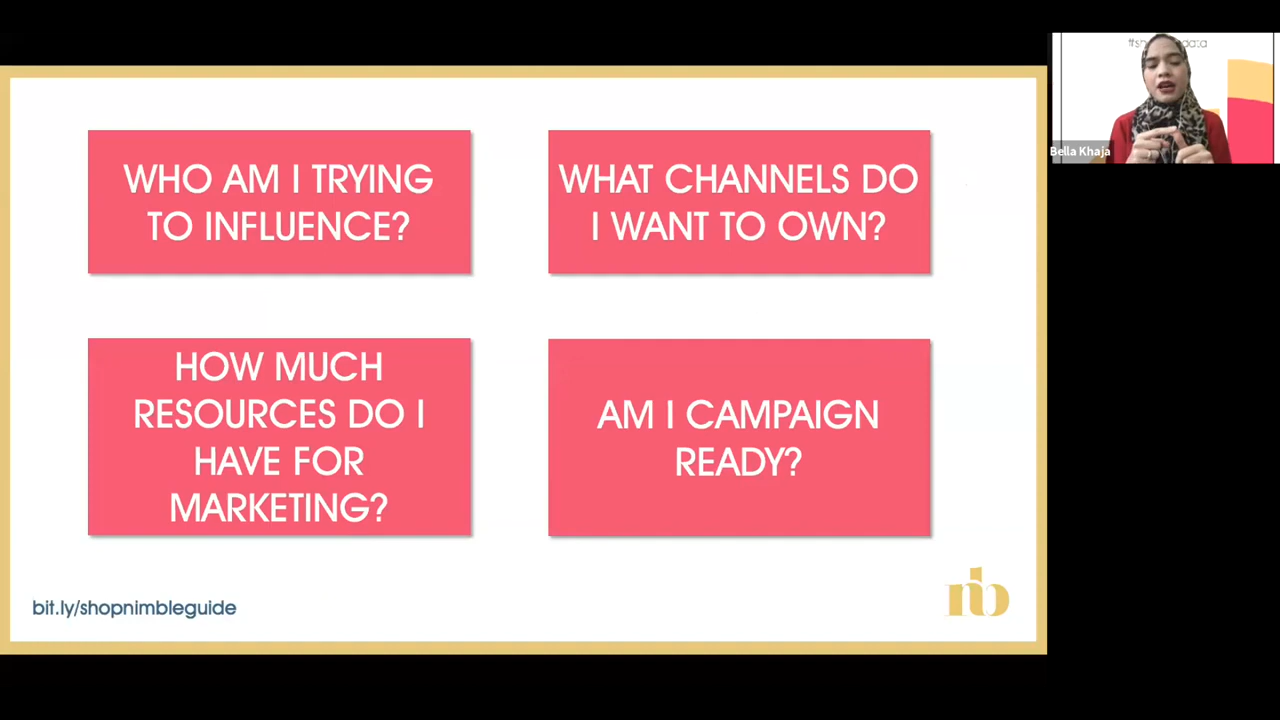 WHO AM I TRYING
TO INFLUENCE?
WHAT CHANNELS DO
I WANT TO OWN?
HOW MUCH
RESOURCES DO I
HAVE FOR
MARKETING?
AM I CAMPAIGN
READY?
bit.ly/shopnimbleguide
nb
Bella Khaja